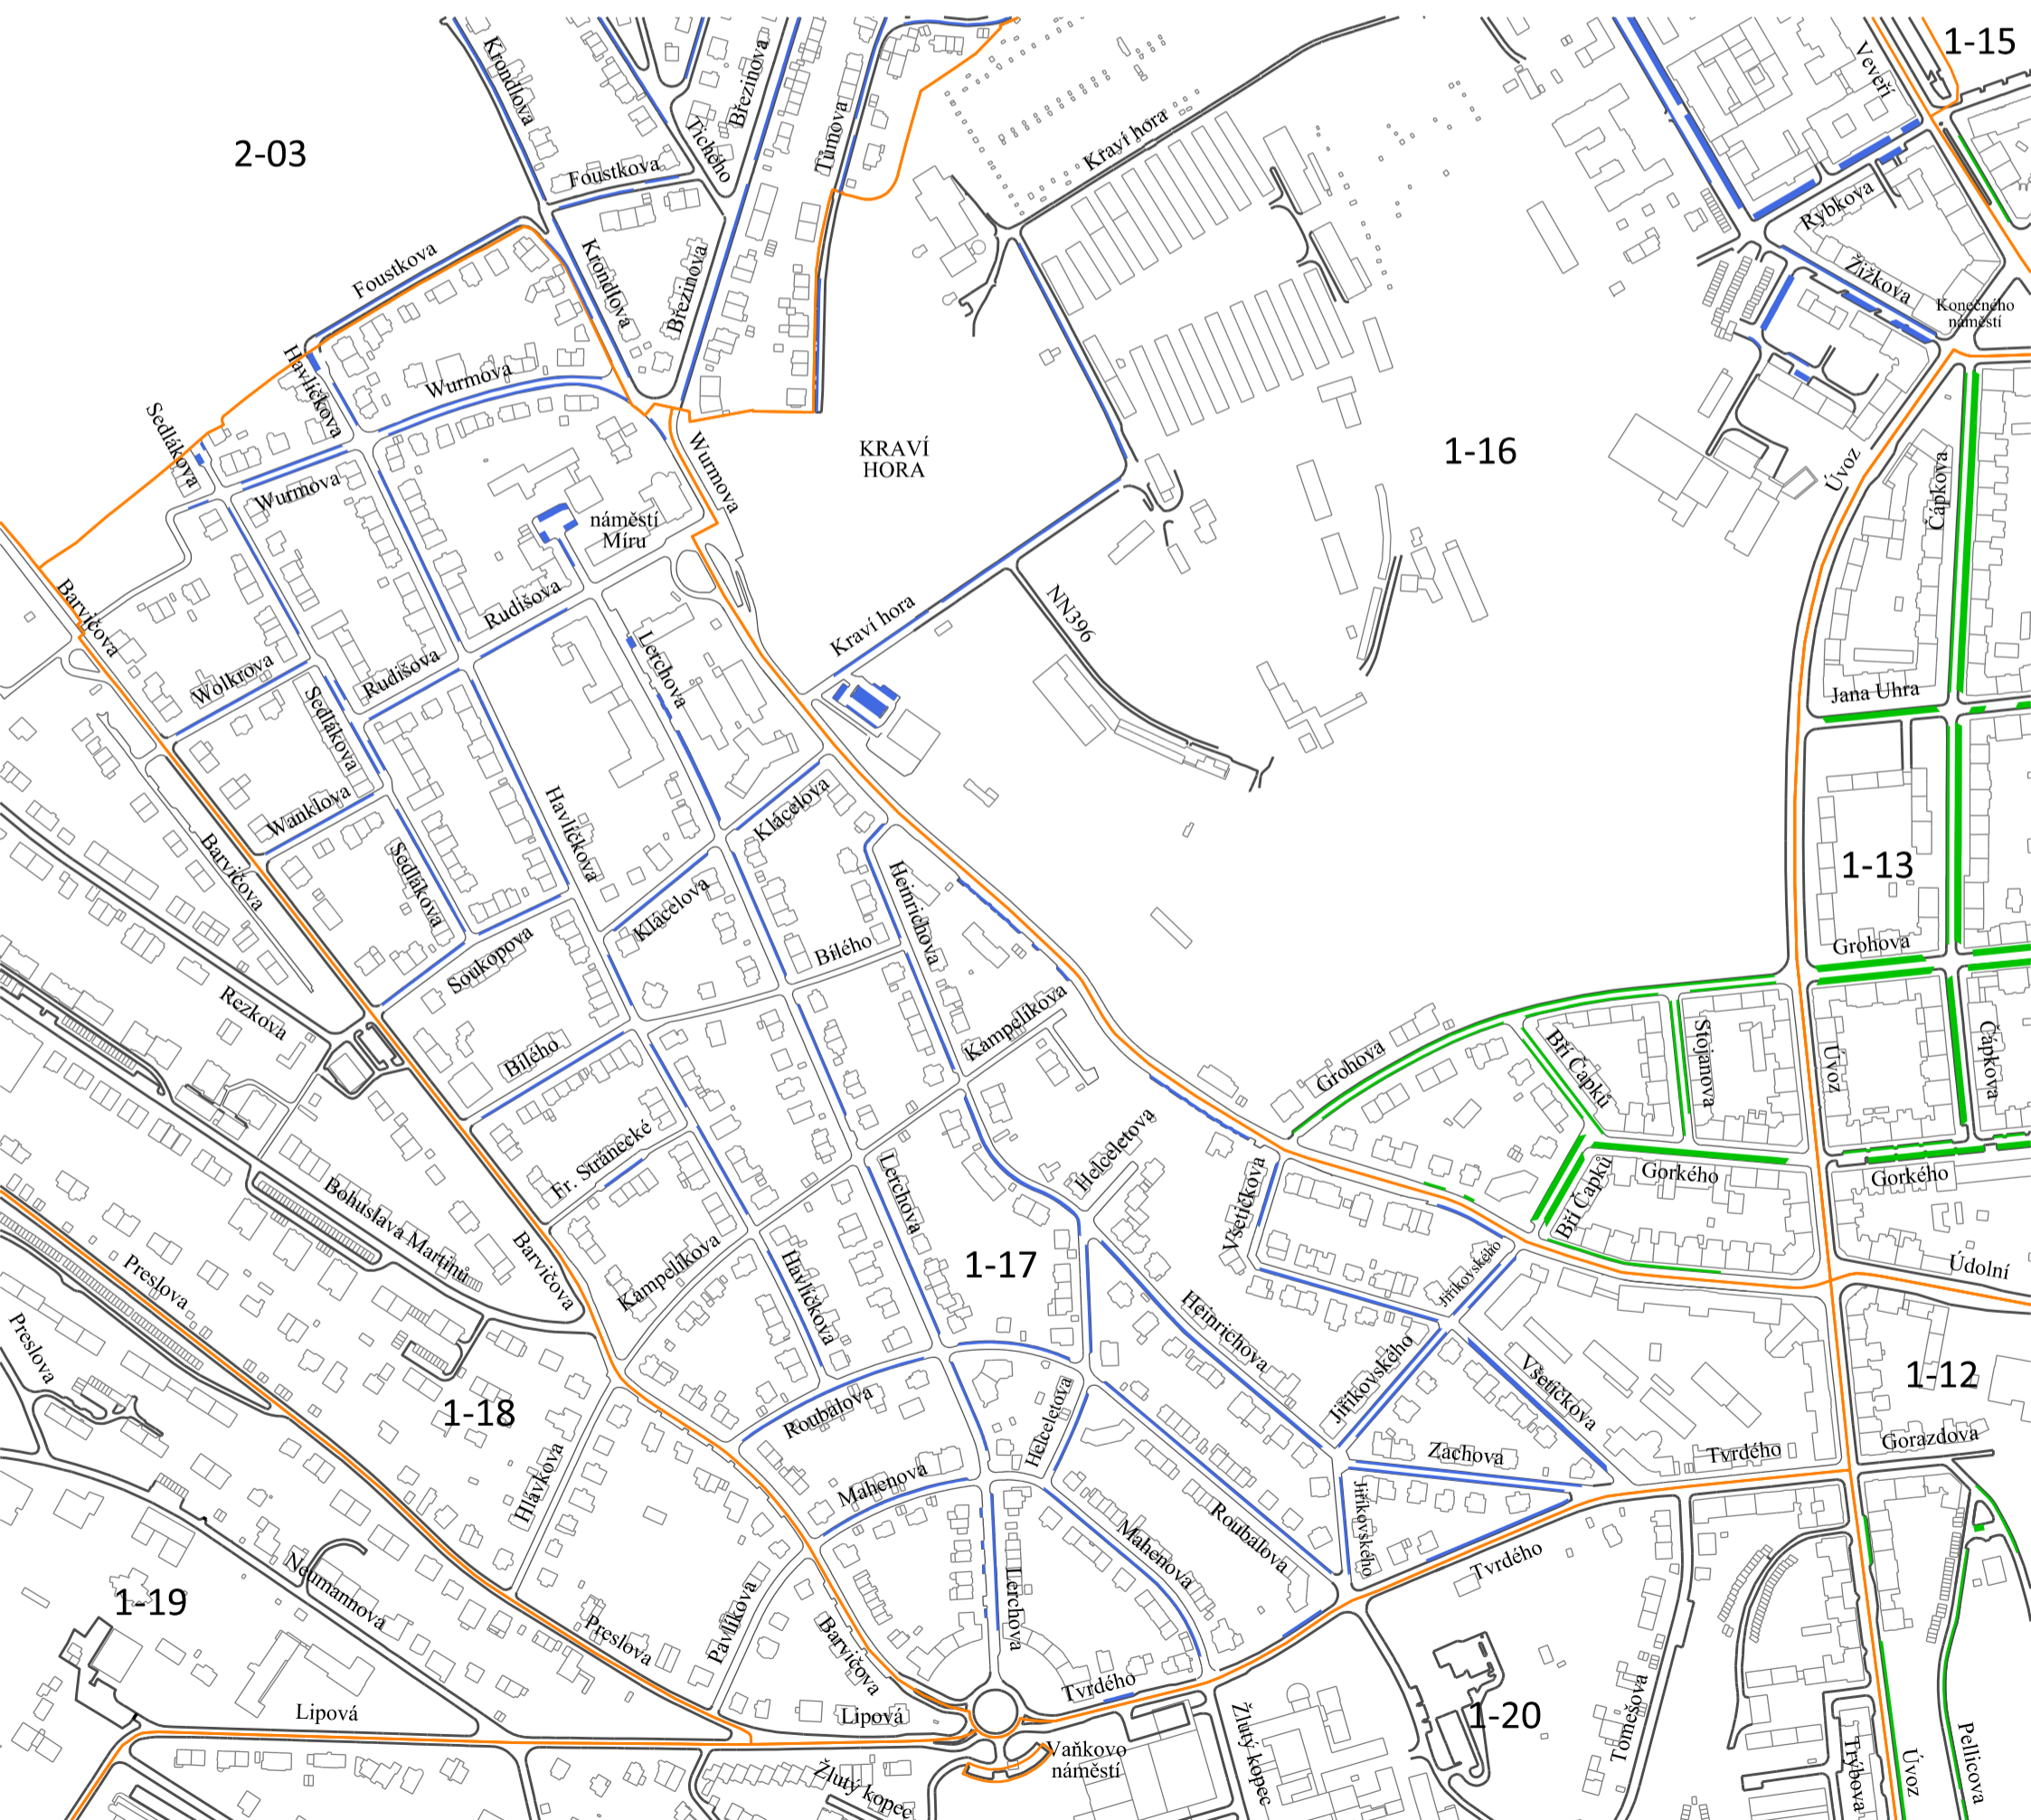 1-15
Veveří
Krondlova
Březinova
Tůmova
Tichého
Kraví hora
2-03
Foustkova
Rybkova
Foustkova
Krondlova
Březinova
Žižkova
Konečného
náměstí
Havlíčkova
Wurmova
Sedlákova
Wurmova
KRAVÍ
HORA
1-16
Úvoz
Čápkova
Wurmova
náměstí
Míru
Barvičova
Rudišova
Kraví hora
NN396
Lerchova
Wolkrova
Rudišova
Sedlákova
Jana Uhra
Wanklova
Havlíčkova
Klácelova
Barvičova
Sedlákova
Heinrichova
1-13
Klácelova
Bílého
Grohova
Soukopova
Rezkova
Kampelíkova
Bílého
Grohova
Bří Čapků
Stojanova
Úvoz
Čápkova
Fr. Stránecké
Helceletova
Gorkého
Gorkého
Bří Čapků
Bohuslava Martinů
Lerchova
Všetičkova
Barvičova
Preslova
Kampelíkova
Havlíčkova
1-17
Jiříkovského
Údolní
Preslova
Heinrichova
Jiříkovského
Všetičkova
1-12
1-18
Roubalova
Helceletova
Gorazdova
Tvrdého
Zachova
Hlávkova
Mahenova
Jiříkovského
Roubalova
Mahenova
Tvrdého
1-19
Neumannova
Lerchova
Pavlíkova
Preslova
Barvičova
Tvrdého
Lipová
Lipová
Žlutý kopec
1-20
Tomešova
Vaňkovo
náměstí
Žlutý kopec
Trýbova
Úvoz
Pellicova